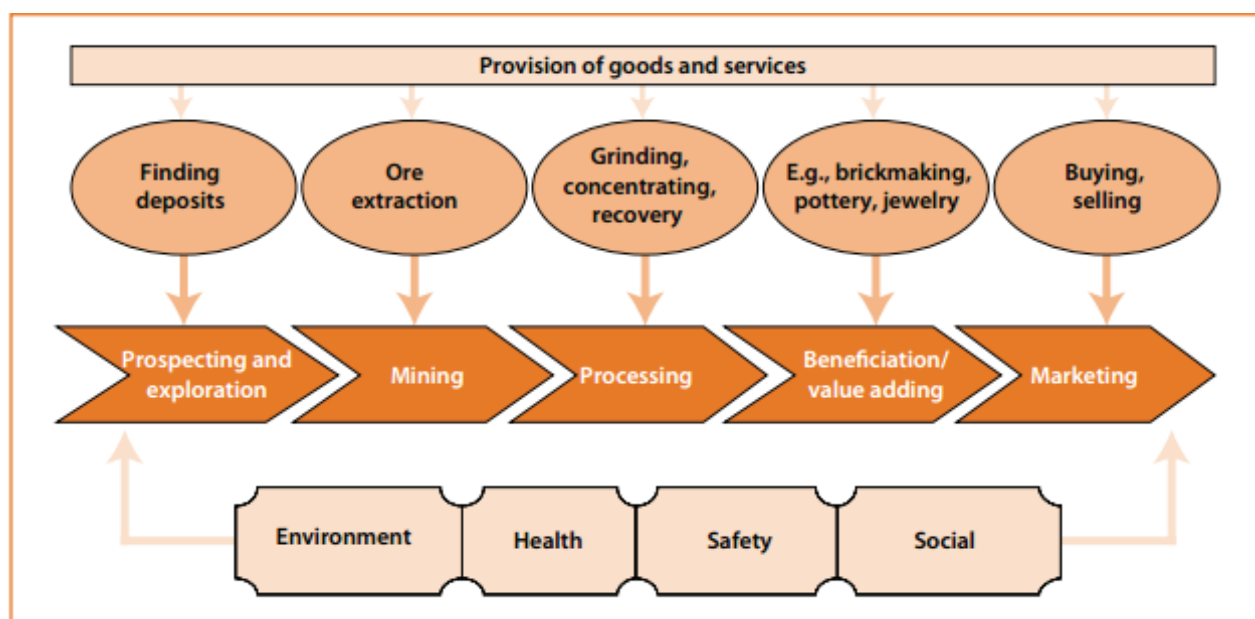 Provision of goods and services
Finding
deposits
Ore
extraction
Grinding,
concentrating,
recovery
E.g., brickmaking,
pottery, jewelry
Buying,
selling
Prospecting and
exploration
Mining
Processing
Beneficiation/
value adding
Marketing
Environment
Health
Safety
Social